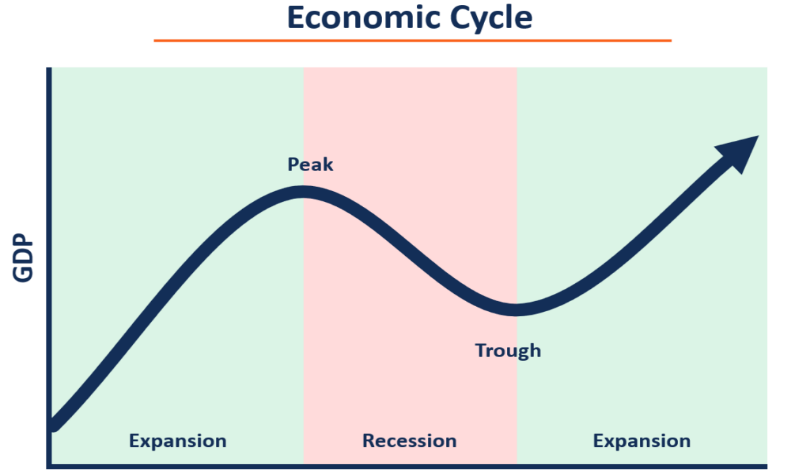 Economic Cycle
Peak
GDP
Trough
Expansion
Recession
Expansion